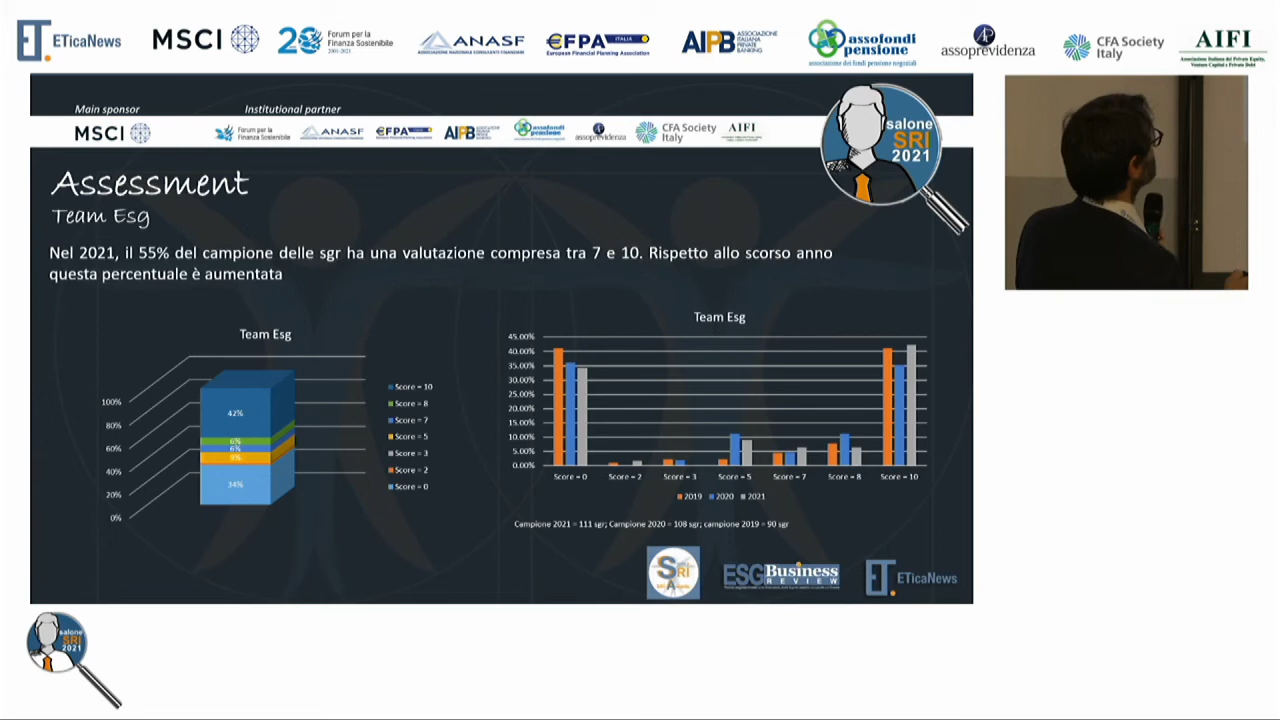 ETicaNews
MSCI
20
Forum per la
Finanza Sostenibile
2001-2021
ANASF
ASSOCIAZIONE NAZIONALE CONSULENTI FINANZIARI
€FPA ITALIA
European Financial Planning Association
AIPB
ASSOCIAZIONE
ITALIANA
PRIVATE
BANKING
assofondi
pensione
associazione dei fondi pensione negoziali
AP
assoprevidenza
CFA Society
Italy
AIFI
Associazione Italiana del Private Equity,
Venture Capital e Private Debt
Main sponsor
Institutional partner
MSCI
Forum per la
Finanza Sostenibile
ANASF
€FPA
AIPB
assofondi
pensione
assoprevidenza
CFA Society
Italy
AIFI
salone
SRI
2021
Assessment
Team Esg
Nel 2021, il 55% del campione delle sgr ha una valutazione compresa tra 7 e 10. Rispetto allo scorso anno
questa percentuale è aumentata
Team Esg
100%
80%
60%
40%
20%
0%
42%
6%
6%
9%
34%
Score = 10
Score = 8
Score = 7
Score = 5
Score = 3
Score = 2
Score = 0
Team Esg
45.00%
40.00%
35.00%
30.00%
25.00%
20.00%
15.00%
10.00%
5.00%
0.00%
Score = 0 Score = 2 Score = 3 Score = 5 Score = 7 Score = 8 Score = 10
2019 2020 2021
Campione 2021 = 111 sgr; Campione 2020 = 108 sgr; campione 2019 = 90 sgr
SRI
ESG Business
REVIEW
ET. ETicaNews
salone
SRI
2021